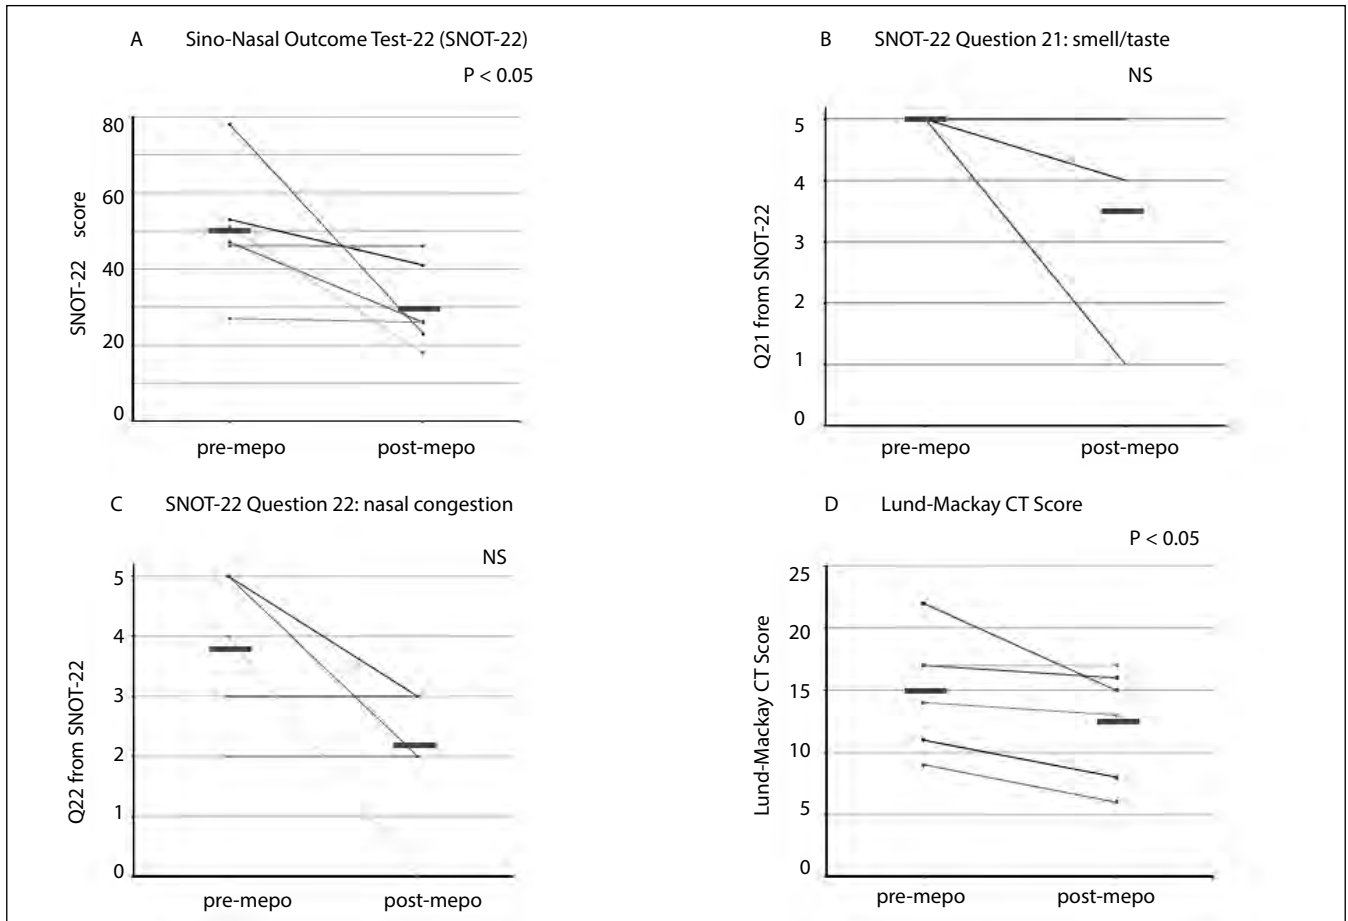 A Sino-Nasal Outcome Test-22 (SNOT-22)
P < 0.05
SNOT-22 score
80
60
40
20
0
pre-mepo post-mepo
B SNOT-22 Question 21: smell/taste
NS
Q21 from SNOT-22
5
4
3
2
1
0
pre-mepo post-mepo
C SNOT-22 Question 22: nasal congestion
NS
Q22 from SNOT-22
5
4
3
2
1
0
pre-mepo post-mepo
D Lund-Mackay CT Score
P < 0.05
Lund-Mackay CT Score
25
20
15
10
5
0
pre-mepo post-mepo